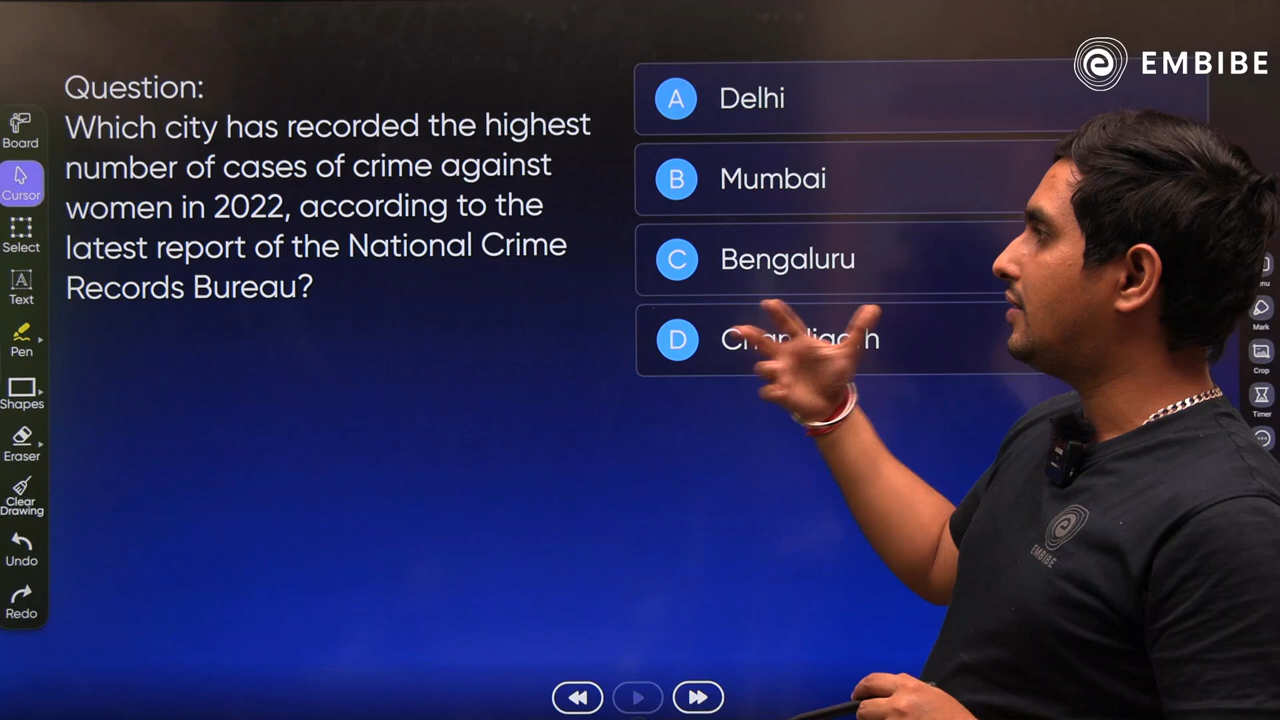 EMBIBE
Question:
Which city has recorded the highest
number of cases of crime against
women in 2022, according to the
latest report of the National Crime
Records Bureau?
A Delhi
B Mumbai
C Bengaluru
D Chandigarh
Board
Cursor
Select
A
Text
Pen
Shapes
Eraser
Clear
Drawing
Undo
Redo
Mark
Crop
Timer
EMBIBE